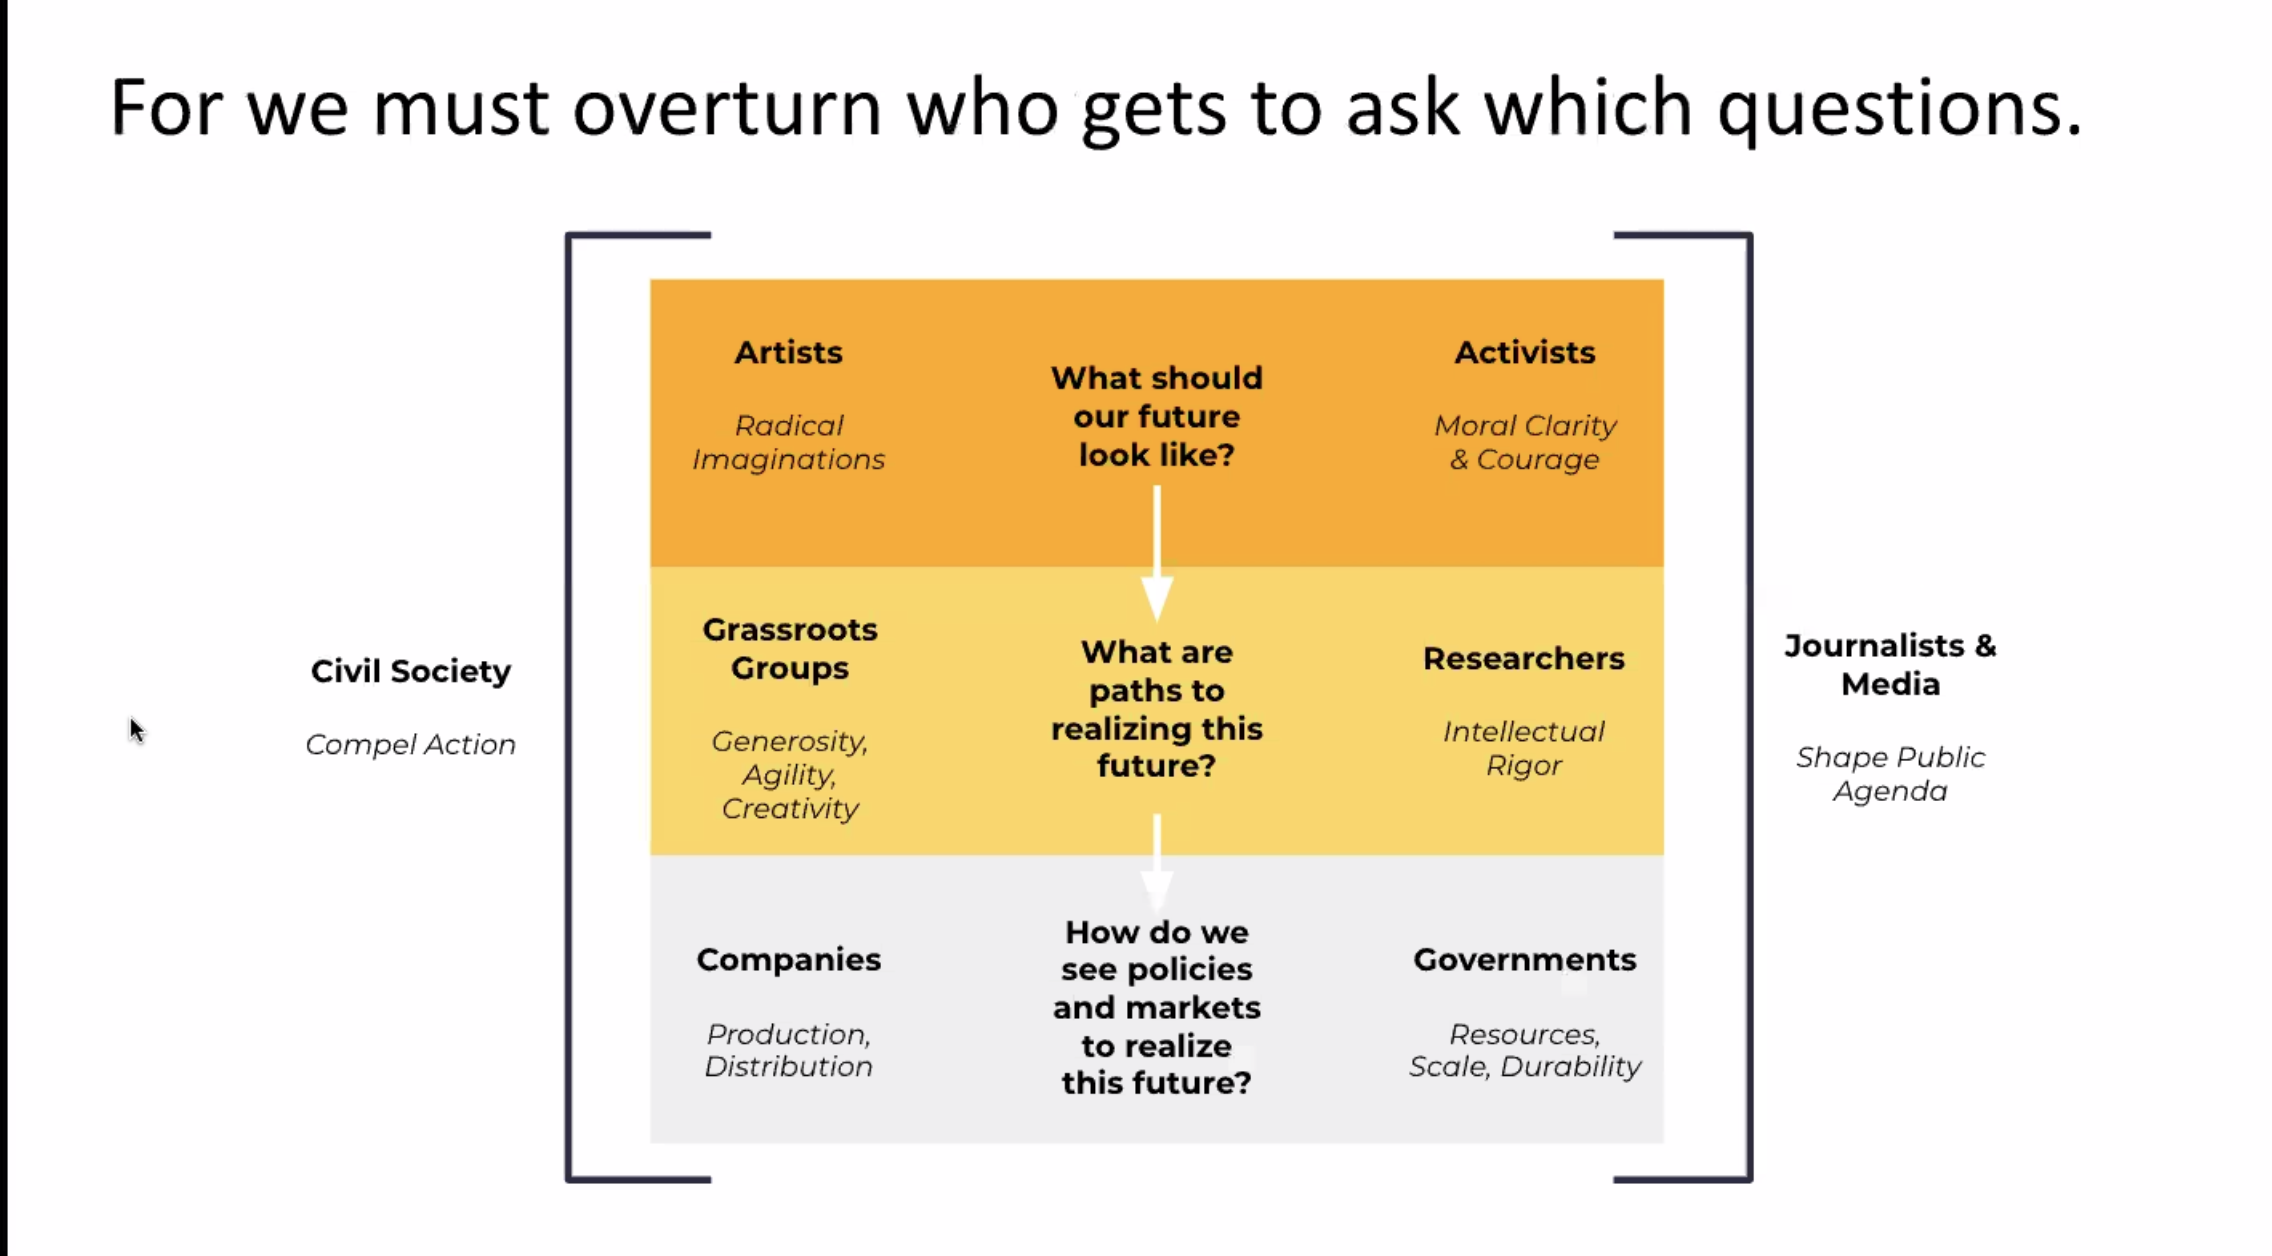 For we must overturn who gets to ask which questions.
Artists
Radical
Imaginations
What should
our future
look like?
Activists
Moral Clarity
& Courage
Civil Society
Compel Action
Grassroots
Groups
Generosity,
Agility,
Creativity
What are
paths to
realizing this
future?
Researchers
Intellectual
Rigor
Journalists &
Media
Shape Public
Agenda
Companies
Production,
Distribution
How do we
see policies
and markets
to realize
this future?
Governments
Resources,
Scale, Durability